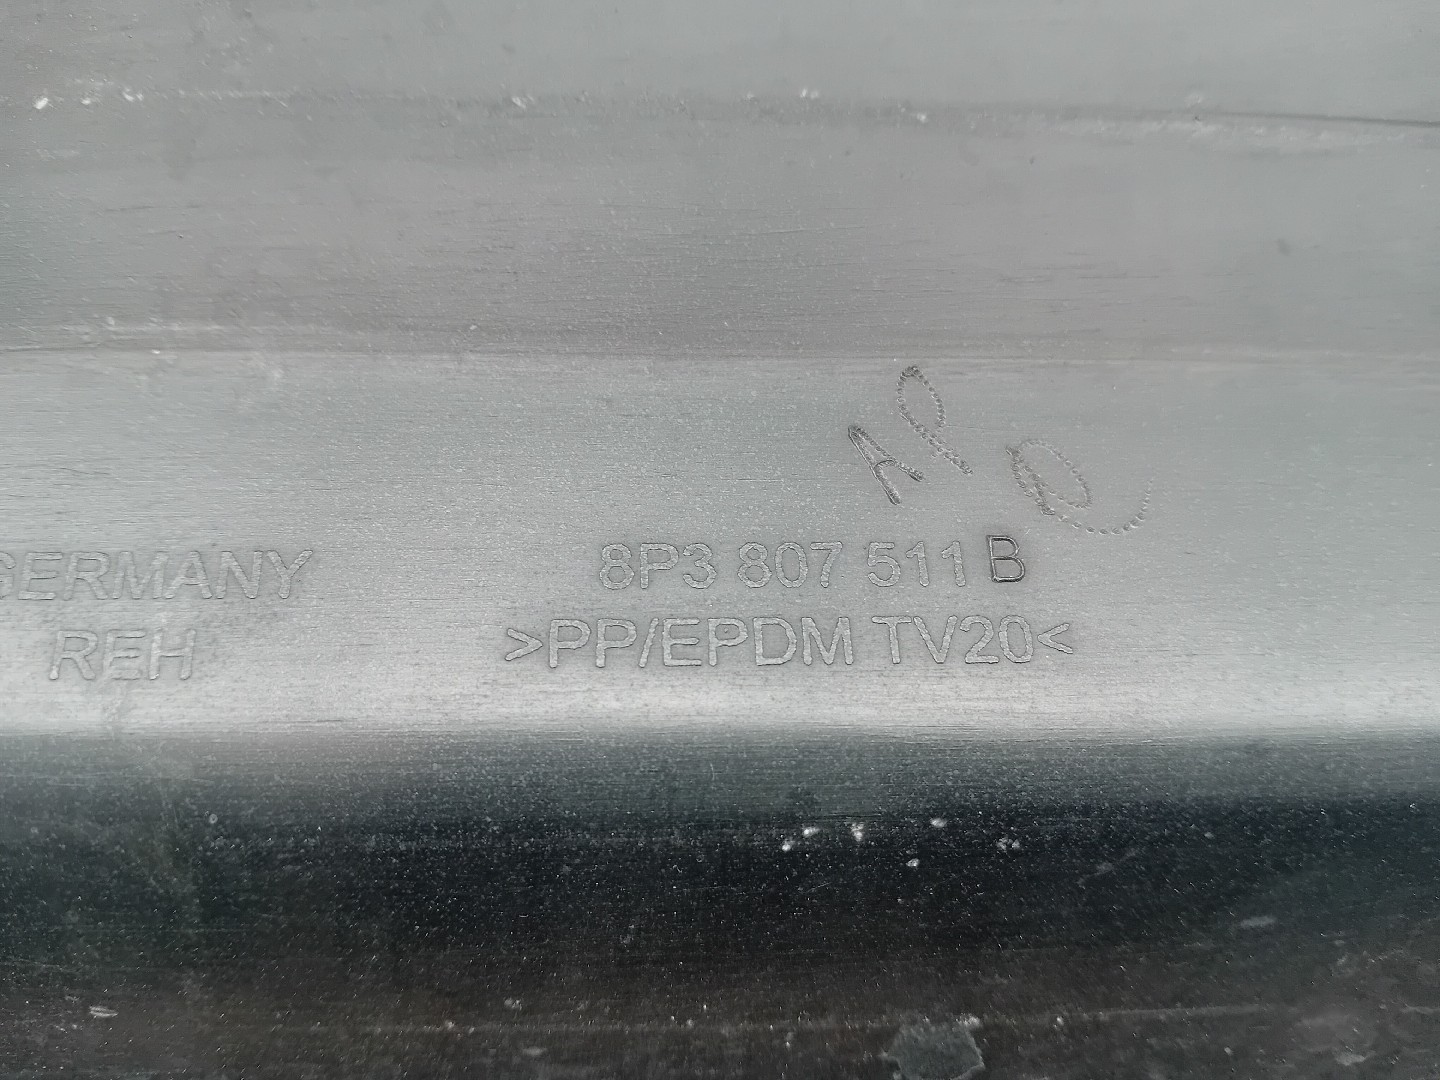 GERMANY
REH
8P3 807 511 B
>PP/EPDM TV20<